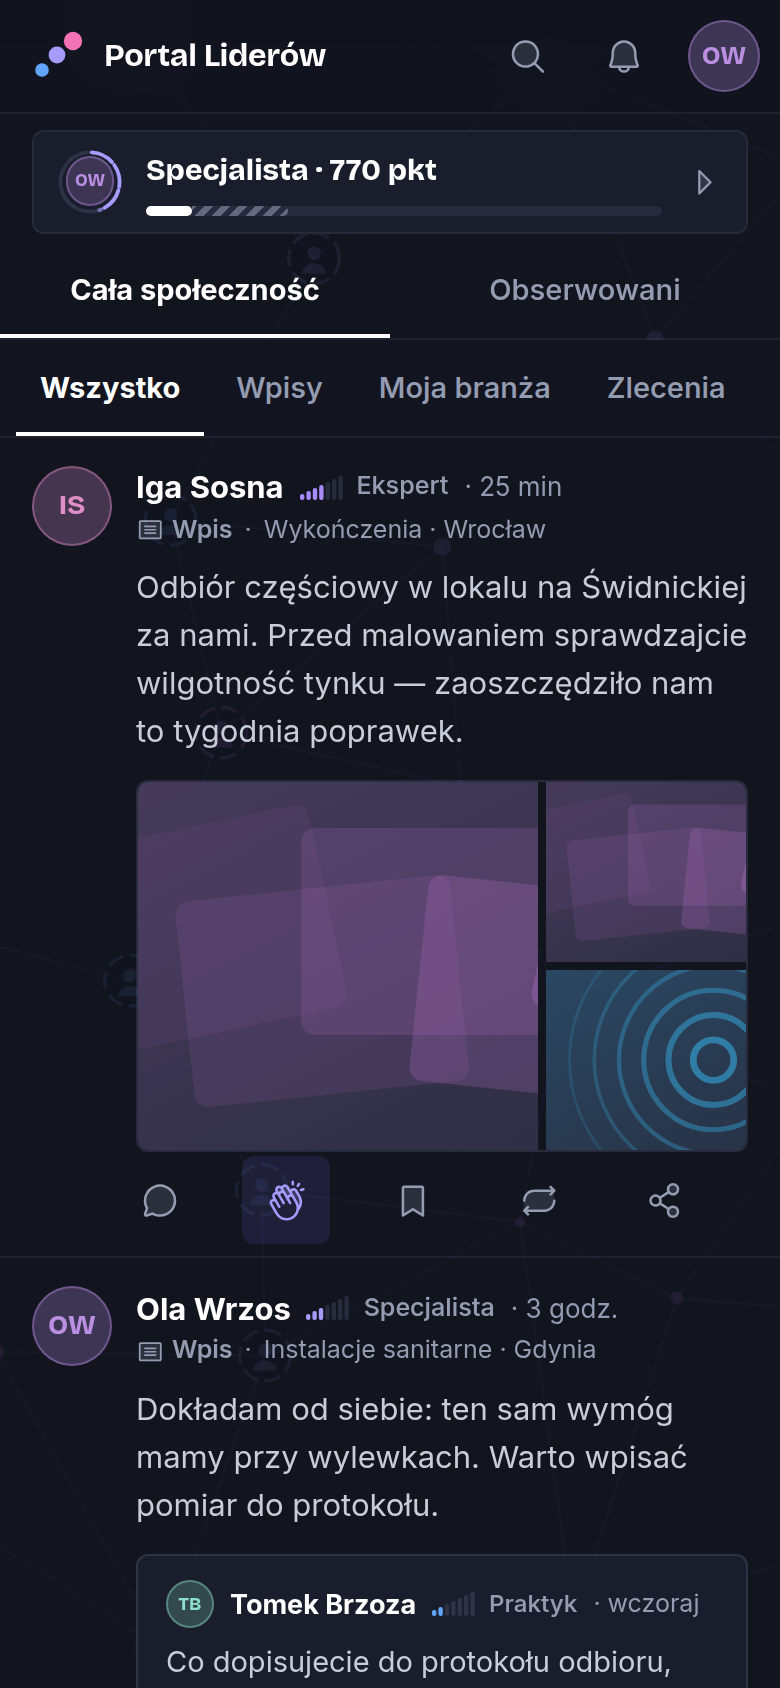 Portal Liderów
OW
OW
Specjalista · 770 pkt
Cała społeczność
Obserwowani
Wszystko
Wpisy
Moja branża
Zlecenia
IS
Iga Sosna Ekspert · 25 min
Wpis · Wykończenia · Wrocław
Odbiór częściowy w lokalu na Świdnickiej
za nami. Przed malowaniem sprawdzajcie
wilgotność tynku — zaoszczędziło nam
to tygodnia poprawek.
OW
Ola Wrzos Specjalista · 3 godz.
Wpis · Instalacje sanitarne · Gdynia
Dokładam od siebie: ten sam wymóg
mamy przy wylewkach. Warto wpisać
pomiar do protokołu.
TB
Tomek Brzoza Praktyk · wczoraj
Co dopisujecie do protokołu odbioru,